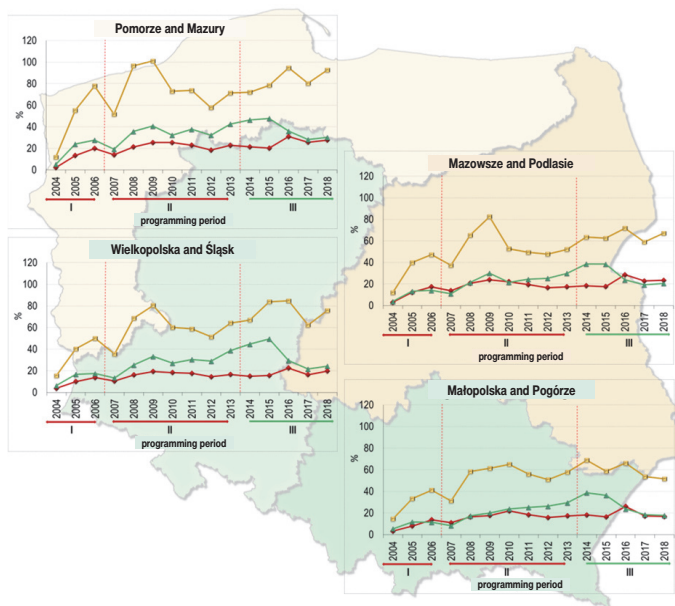 Pomorze and Mazury
120
100
80
60
40
20
0
%
2004 2005 2006 2007 2008 2009 2010 2011 2012 2013 2014 2015 2016 2017 2018
I II III
programming period
Mazowsze and Podlasie
120
100
80
60
40
20
0
%
2004 2005 2006 2007 2008 2009 2010 2011 2012 2013 2014 2015 2016 2017 2018
I II III
programming period
Wielkopolska and Śląsk
120
100
80
60
40
20
0
%
2004 2005 2006 2007 2008 2009 2010 2011 2012 2013 2014 2015 2016 2017 2018
I II III
programming period
Małopolska and Pogórze
120
100
80
60
40
20
0
%
2004 2005 2006 2007 2008 2009 2010 2011 2012 2013 2014 2015 2016 2017 2018
I II III
programming period